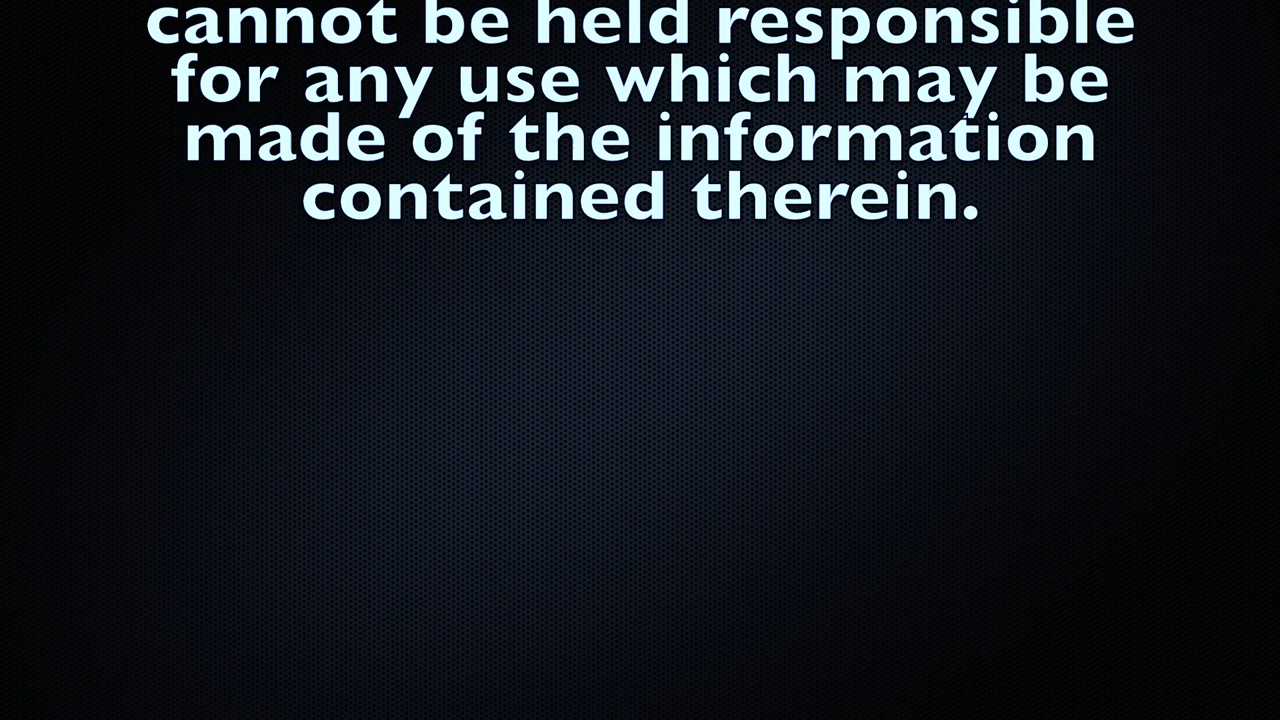 cannot be held responsible
for any use which may be
made of the information
contained therein.